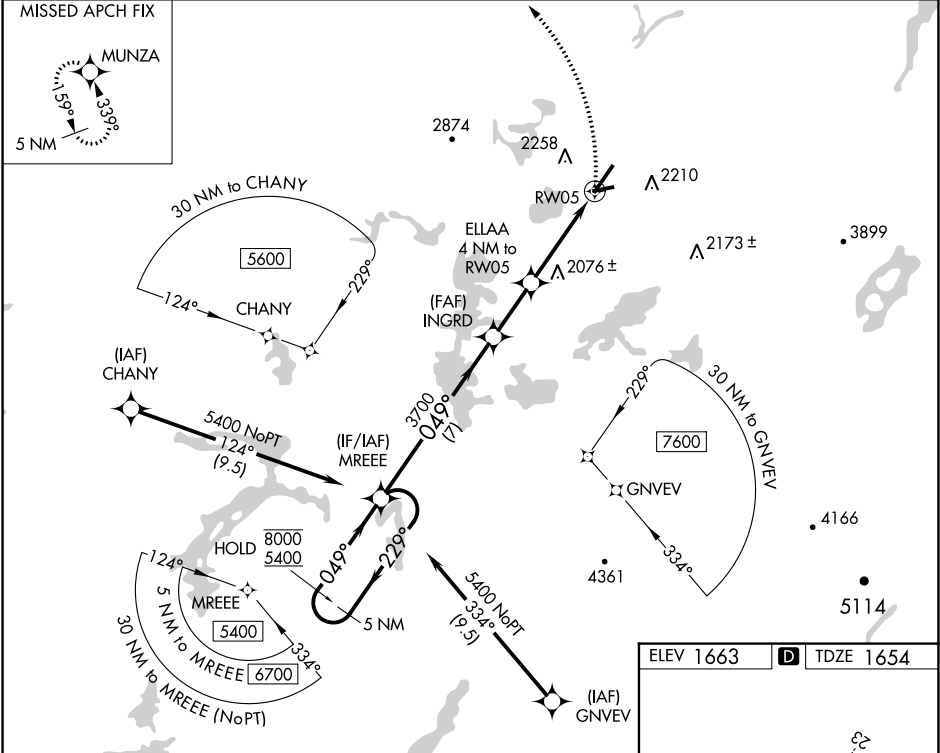 MISSED APCH FIX
MUNZA
159°
339°
5 NM
2874
2258
2210
RW05
30 NM to CHANY
5600
229°
124°
CHANY
ELLAA
4 NM to
RW05
2076 ±
2173 ±
3899
(FAF)
INGRD
(IAF)
CHANY
5400 NoPT
124°
(9.5)
3700
049°
(7)
(IF/IAF)
MREEE
229°
30 NM to GNVEV
7600
GNVEV
334°
4166
4361
5114
HOLD
8000
5400
049°
229°
5 NM
124°
MREEE
5400
334°
5 NM to MREEE
6700
30 NM to MREEE (NoPT)
5400 NoPT
334°
(9.5)
(IAF)
GNVEV
ELEV 1663
D
TDZE 1654
23